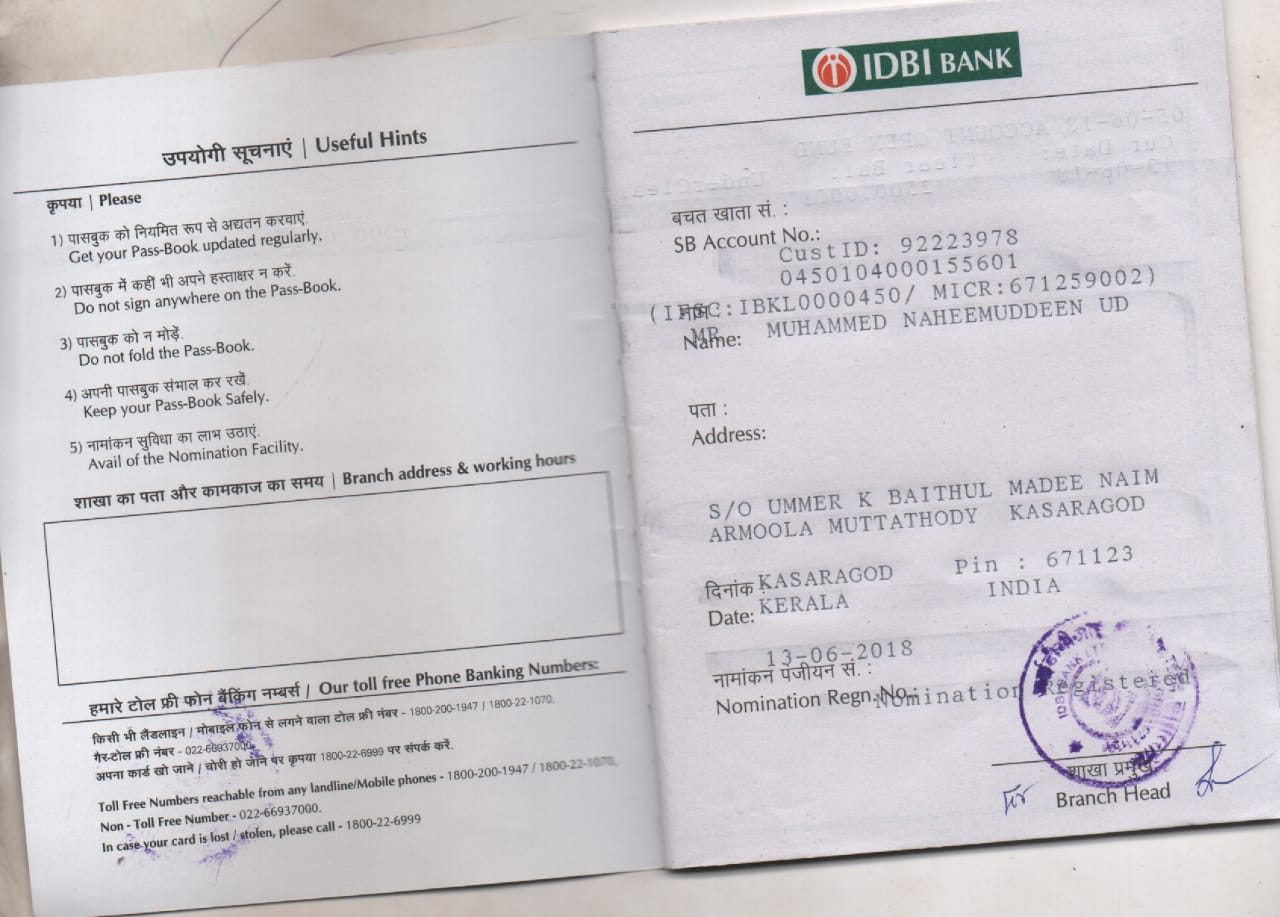 उपयोगी सूचनाएं | Useful Hints
कृपया | Please
1) पासबुक को नियमित रूप से अद्यतन करवाएं.
Get your Pass-Book updated regularly.
2) पासबुक में कहीं भी अपने हस्ताक्षर न करें.
Do not sign anywhere on the Pass-Book.
3) पासबुक को न मोड़ें.
Do not fold the Pass-Book.
4) अपनी पासबुक संभाल कर रखें.
Keep your Pass-Book Safely.
5) नामांकन सुविधा का लाभ उठाएं.
Avail of the Nomination Facility.
शाखा का पता और कामकाज का समय | Branch address & working hours
हमारे टोल फ्री फोन बैंकिंग नम्बर्स / Our toll free Phone Banking Numbers:
किसी भी लैंडलाइन / मोबाइल फोन से लगने वाला टोल फ्री नंबर - 1800-200-1947 / 1800-22-1070.
गैर-टोल फ्री नंबर - 022-66937000.
अपना कार्ड खो जाने / चोरी हो जाने पर कृपया 1800-22-6999 पर संपर्क करें.
Toll Free Numbers reachable from any landline/Mobile phones - 1800-200-1947 / 1800-22-1070.
Non - Toll Free Number - 022-66937000.
In case your card is lost / stolen, please call - 1800-22-6999
IDBI BANK
बचत खाता सं. :
SB Account No.:
CustID: 92223978
0450104000155601
(IFSC:IBKL0000450/ MICR:671259002)
नाम :
MR MUHAMMED NAHEEMUDDEEN UD
Name:
पता :
Address:
S/O UMMER K BAITHUL MADEE NAIM
ARMOOLA MUTTATHODY KASARAGOD
दिनांक : KASARAGOD Pin : 671123
Date: KERALA INDIA
13-06-2018
नामांकन पंजीयन सं. :
Nomination Regn.No.: Nomination Registered
शाखा प्रमुख
For Branch Head